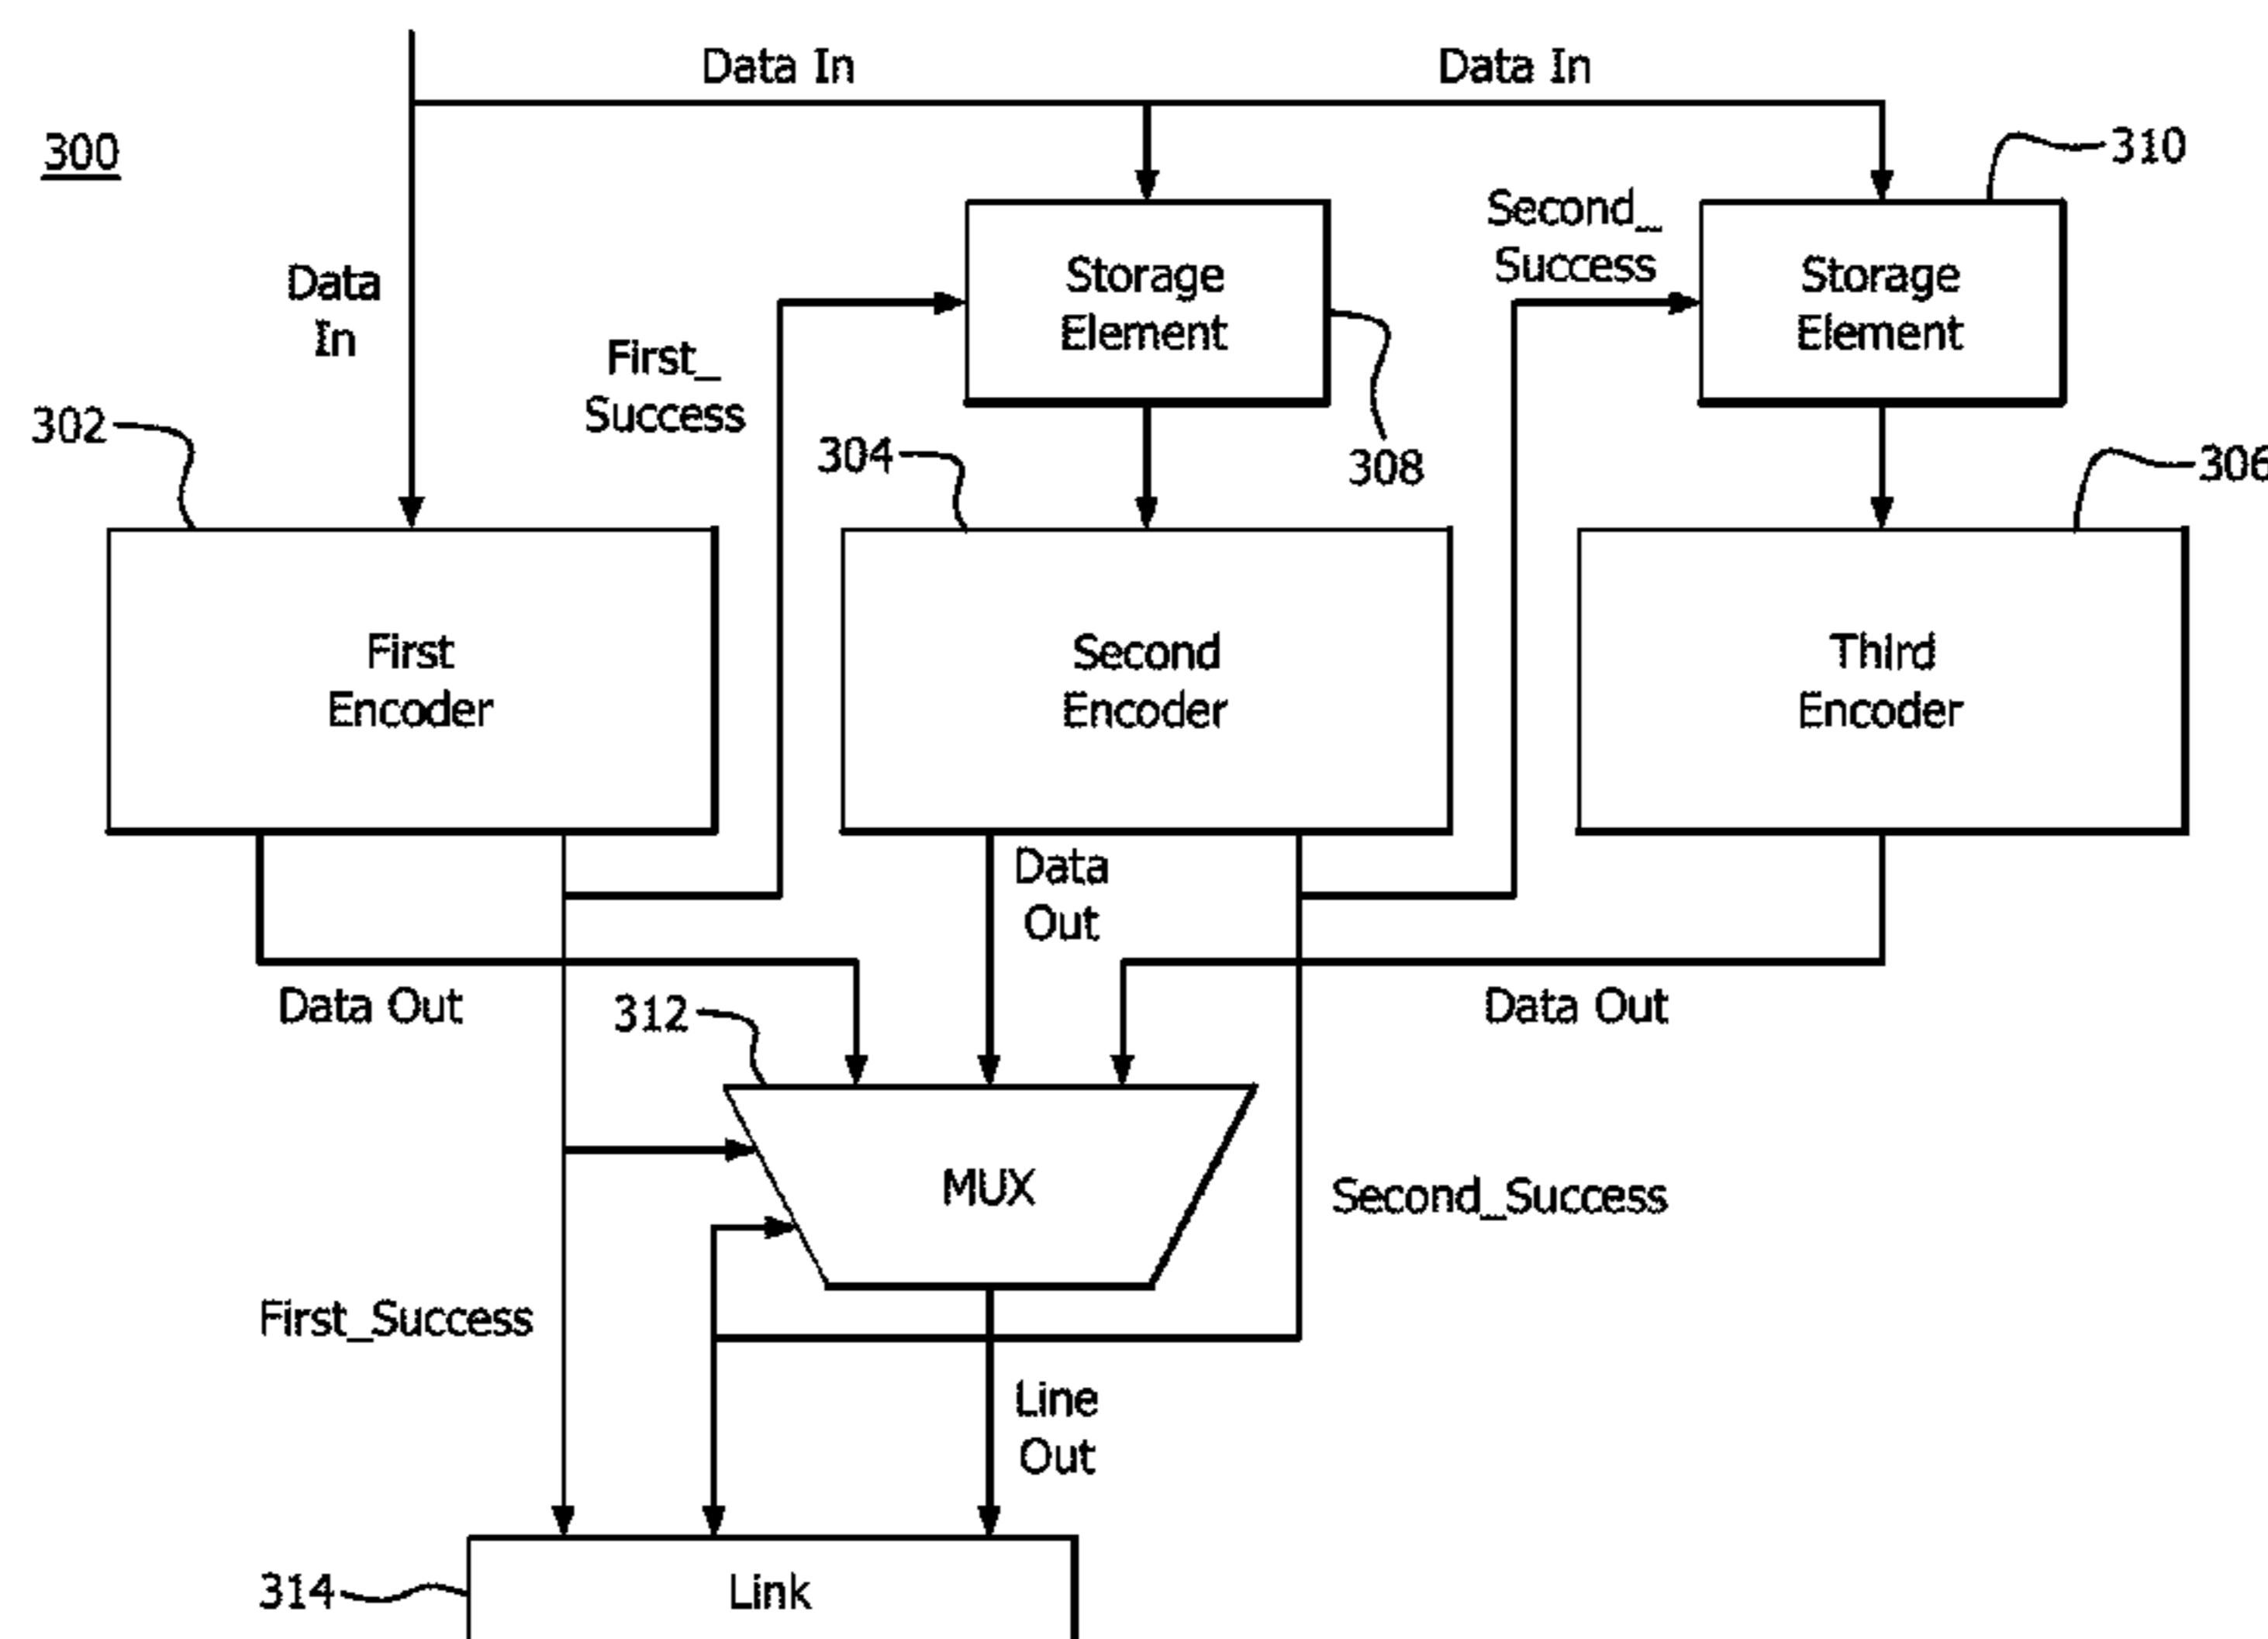 Data In
Data In
300
310
Second_
Success
Storage
Element
Storage
Element
Data
In
First_
Success
302
304
308
306
First
Encoder
Second
Encoder
Third
Encoder
Data
Out
Data Out
312
Data Out
MUX
Second_Success
First_Success
Line
Out
314
Link